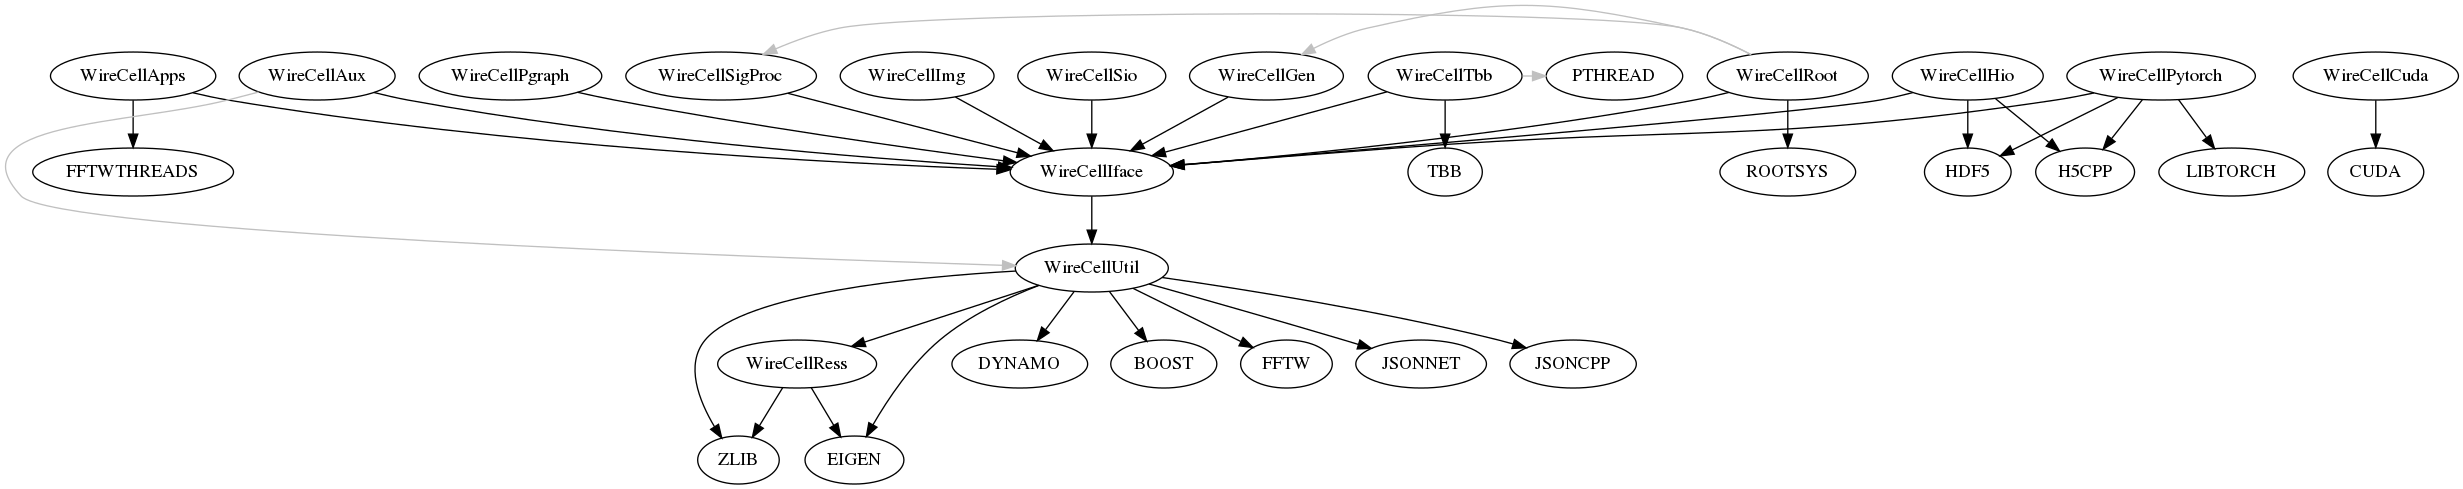 WireCellApps
WireCellAux
WireCellPgraph
WireCellSigProc
WireCellImg
WireCellSio
WireCellGen
WireCellTbb
PTHREAD
WireCellRoot
WireCellHio
WireCellPytorch
WireCellCuda
FFTWTHREADS
WireCellIface
TBB
ROOTSYS
HDF5
H5CPP
LIBTORCH
CUDA
WireCellUtil
WireCellRess
DYNAMO
BOOST
FFTW
JSONNET
JSONCPP
ZLIB
EIGEN